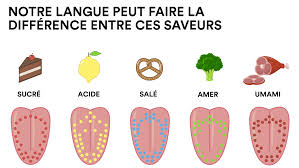 NOTRE LANGUE PEUT FAIRE LA
DIFFÉRENCE ENTRE CES SAVEURS
SUCRÉ ACIDE SALÉ AMER UMAMI